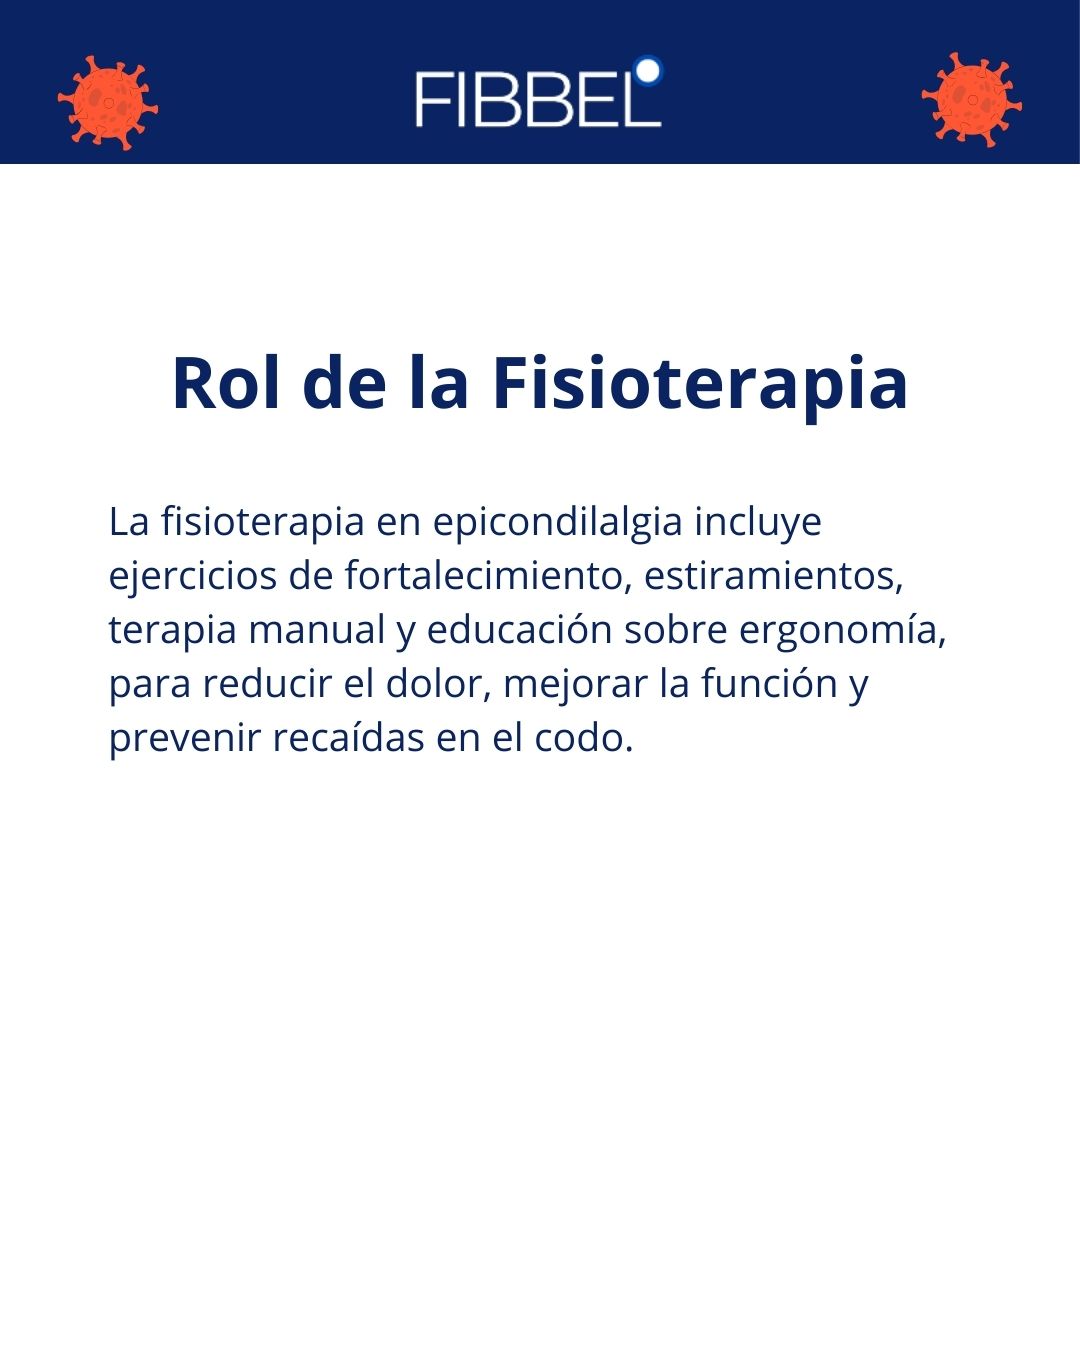 FIBBEL
Rol de la Fisioterapia
La fisioterapia en epicondilalgia incluye
ejercicios de fortalecimiento, estiramientos,
terapia manual y educación sobre ergonomía,
para reducir el dolor, mejorar la función y
prevenir recaídas en el codo.